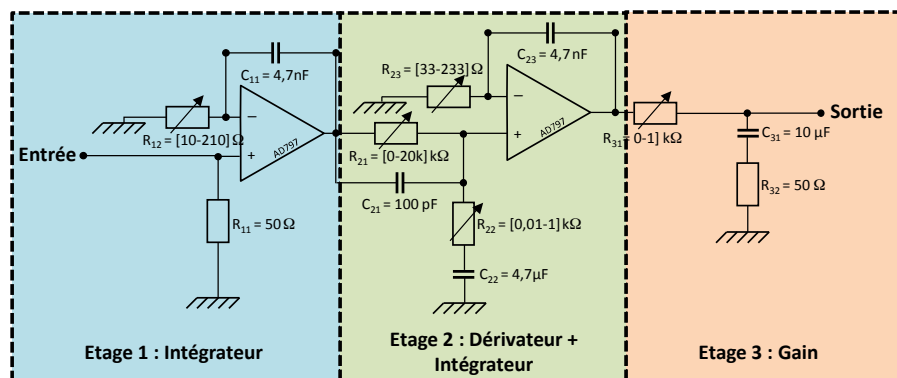 C₁₁ = 4,7nF
R₁₂ = [10-210] Ω
−
+
AD797
Entrée
R₁₁ = 50 Ω
Etage 1 : Intégrateur
C₂₃ = 4,7nF
R₂₃ = [33-233] Ω
−
+
AD797
R₂₁ = [0-20k] kΩ
C₂₁ = 100 pF
R₂₂ = [0,01-1] kΩ
C₂₂ = 4,7µF
Etage 2 : Dérivateur +
Intégrateur
R₃₁= 0-1] kΩ
Sortie
C₃₁ = 10 µF
R₃₂ = 50 Ω
Etage 3 : Gain